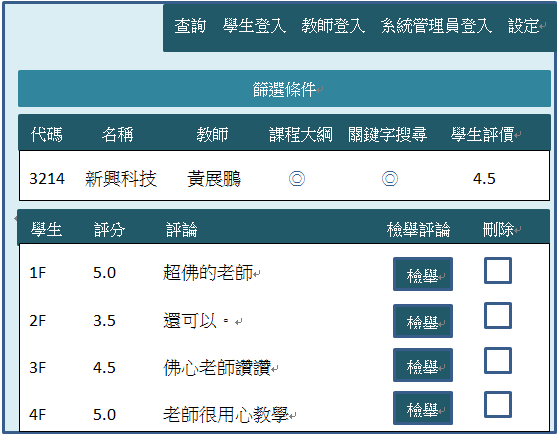 查詢 學生登入 教師登入 系統管理員登入 設定
篩選條件
代碼 名稱 教師 課程大綱 關鍵字搜尋 學生評價
3214 新興科技 黃展鵬 ◎ ◎ 4.5
學生 評分 評論 檢舉評論 刪除
1F 5.0 超佛的老師 檢舉
2F 3.5 還可以。 檢舉
3F 4.5 佛心老師讚讚 檢舉
4F 5.0 老師很用心教學 檢舉